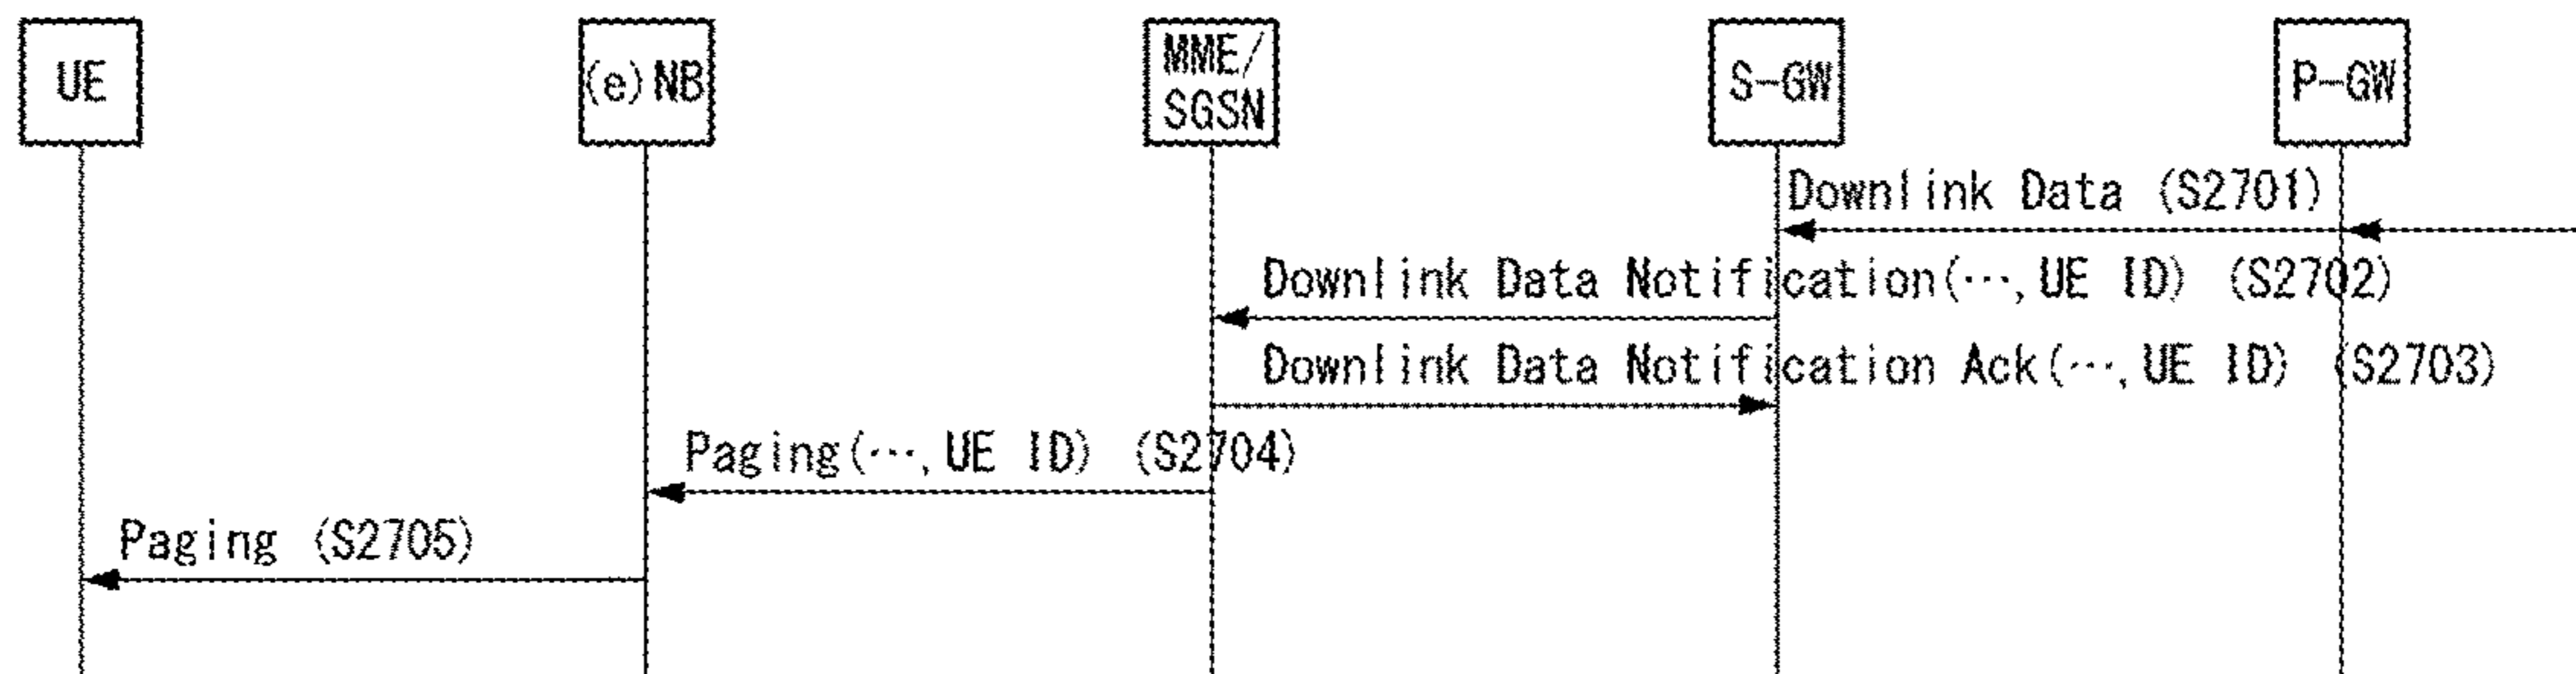 UE
(e)NB
MME/
SGSN
S-GW
P-GW
Downlink Data (S2701)
Downlink Data Notification(⋯,UE ID) (S2702)
Downlink Data Notification Ack(⋯,UE ID) (S2703)
Paging(⋯,UE ID) (S2704)
Paging (S2705)